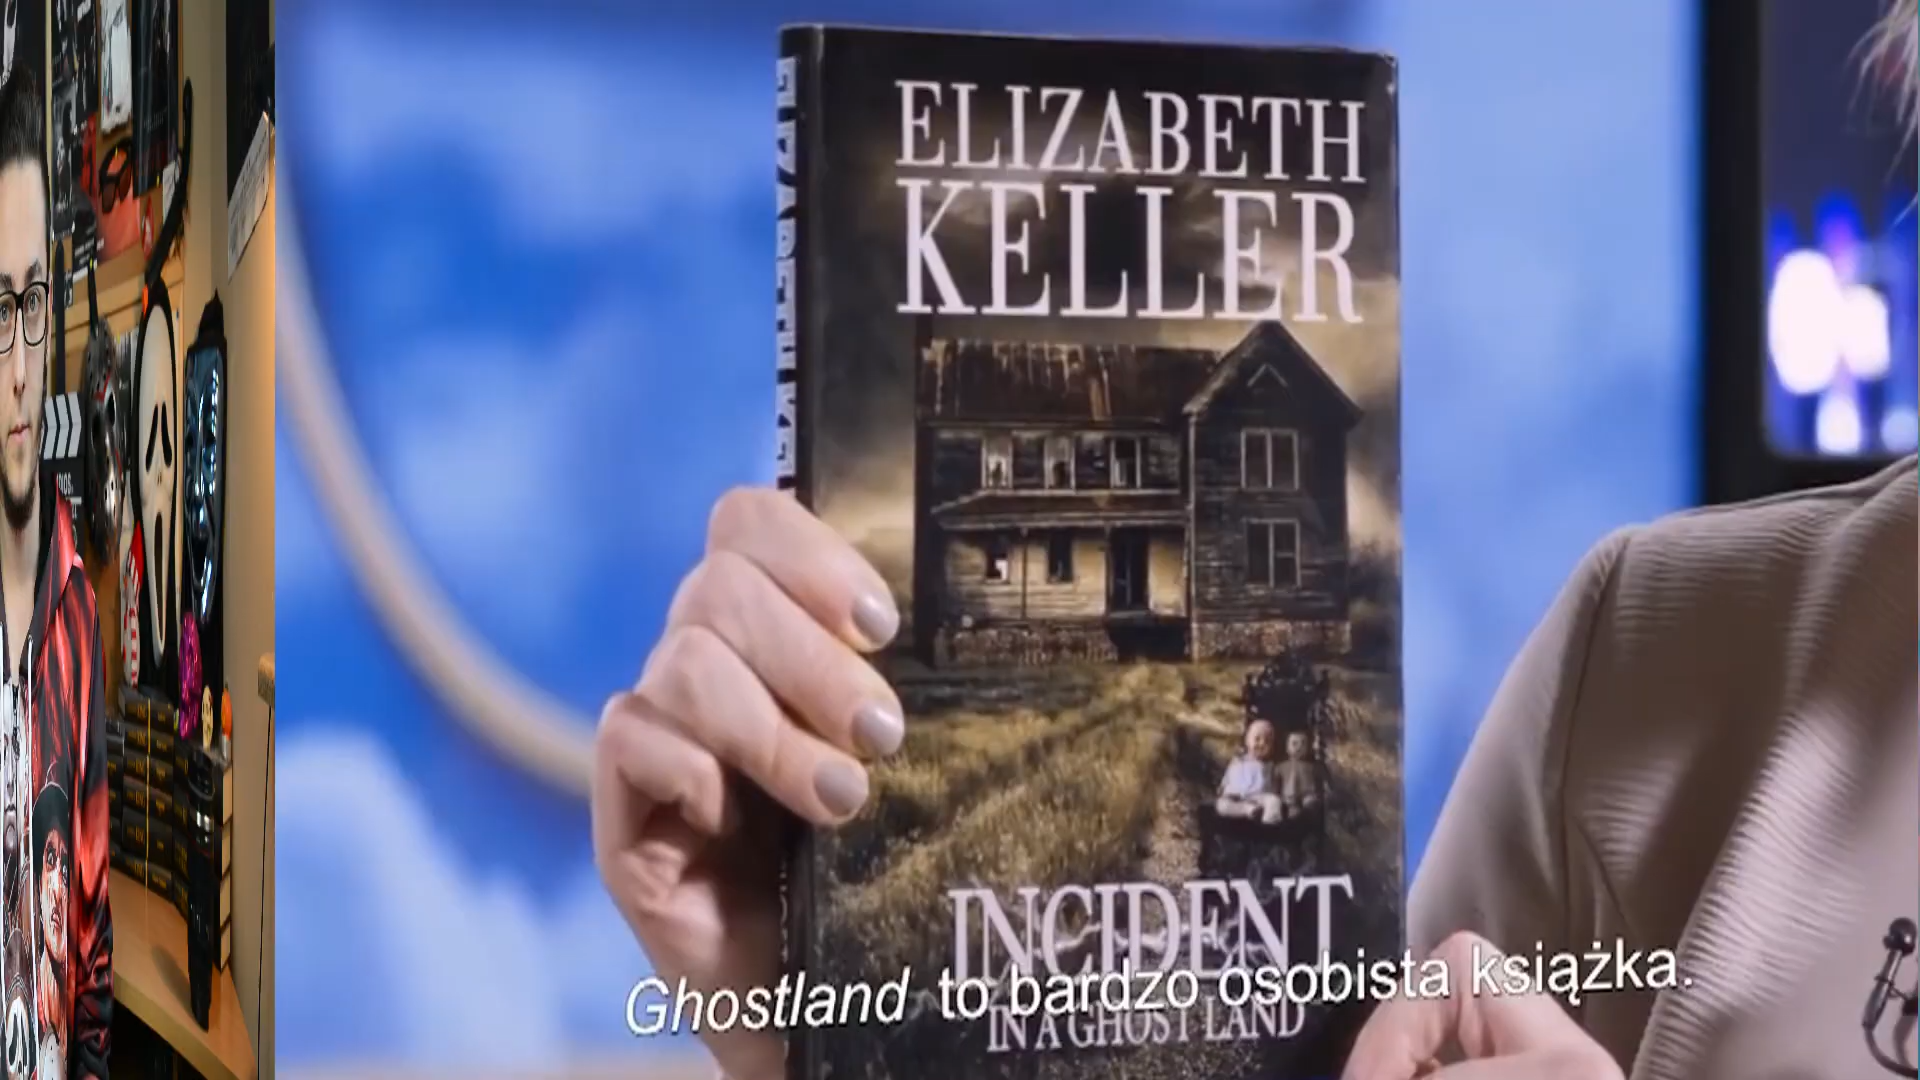 ELIZABETH
KELLER
INCIDENT
IN A GHOST LAND
Ghostland to bardzo osobista książka.